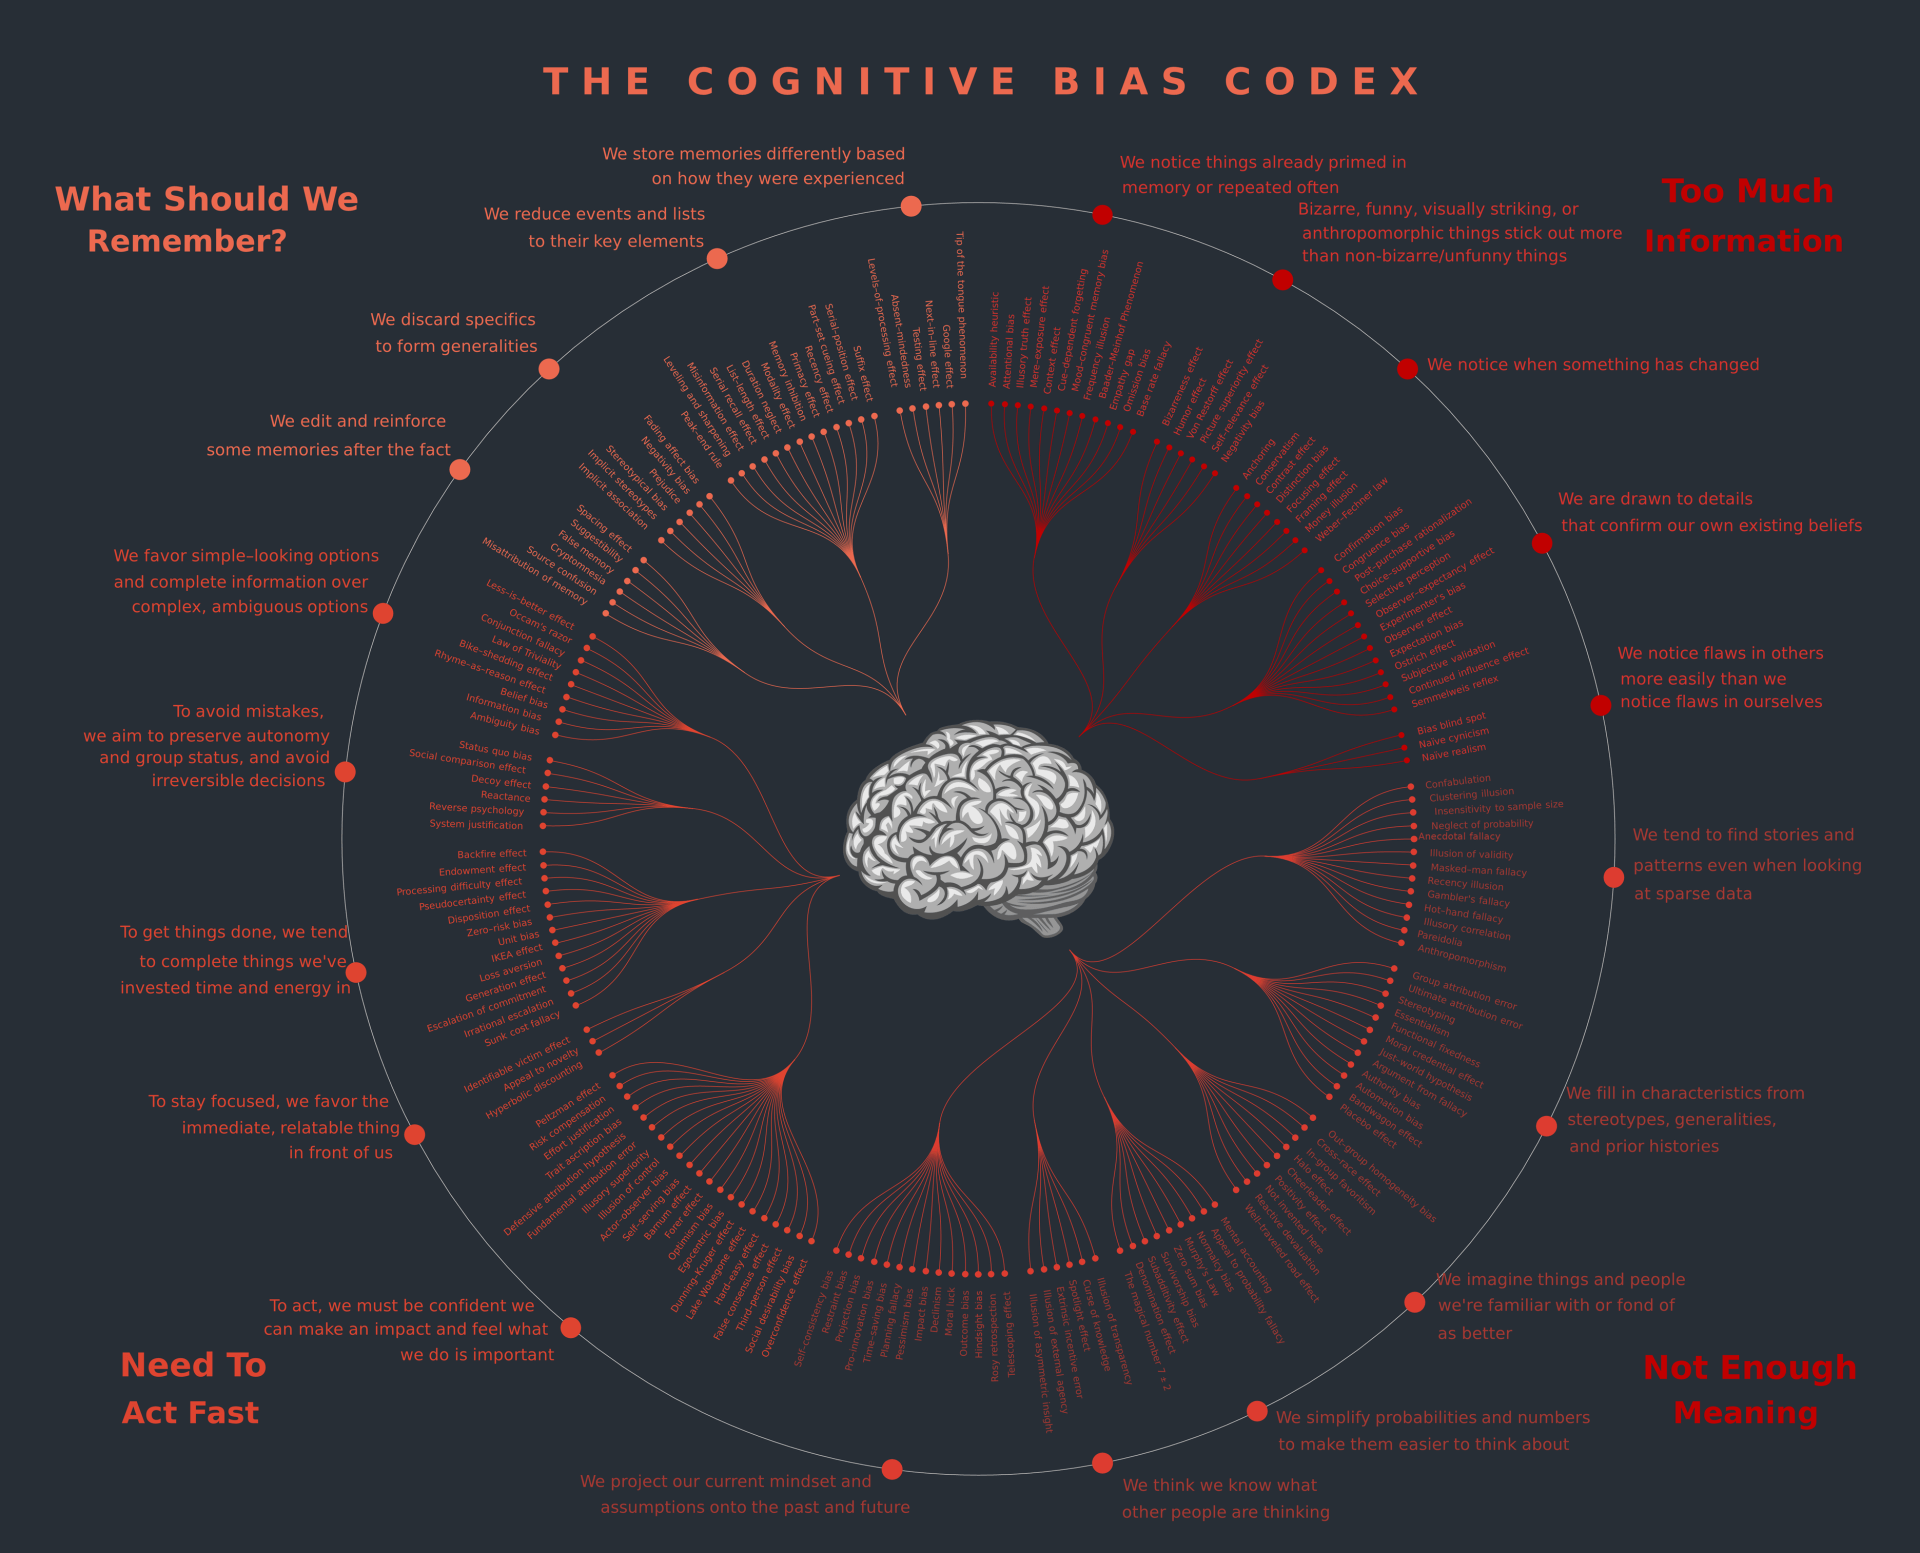 THE COGNITIVE BIAS CODEX
What Should We
Remember?
Too Much
Information
Need To
Act Fast
Not Enough
Meaning
We store memories differently based
on how they were experienced
We reduce events and lists
to their key elements
We discard specifics
to form generalities
We edit and reinforce
some memories after the fact
We favor simple–looking options
and complete information over
complex, ambiguous options
To avoid mistakes,
we aim to preserve autonomy
and group status, and avoid
irreversible decisions
To get things done, we tend
to complete things we've
invested time and energy in
To stay focused, we favor the
immediate, relatable thing
in front of us
To act, we must be confident we
can make an impact and feel what
we do is important
We project our current mindset and
assumptions onto the past and future
We think we know what
other people are thinking
We simplify probabilities and numbers
to make them easier to think about
We imagine things and people
we're familiar with or fond of
as better
We fill in characteristics from
stereotypes, generalities,
and prior histories
We tend to find stories and
patterns even when looking
at sparse data
We notice flaws in others
more easily than we
notice flaws in ourselves
We are drawn to details
that confirm our own existing beliefs
We notice when something has changed
Bizarre, funny, visually striking, or
anthropomorphic things stick out more
than non-bizarre/unfunny things
We notice things already primed in
memory or repeated often
Availability heuristic
Attentional bias
Illusory truth effect
Mere–exposure effect
Context effect
Cue–dependent forgetting
Mood–congruent memory bias
Frequency illusion
Baader–Meinhof Phenomenon
Empathy gap
Omission bias
Base rate fallacy
Bizarreness effect
Humor effect
Von Restorff effect
Picture superiority effect
Self–relevance effect
Negativity bias
Anchoring
Conservatism
Contrast effect
Distinction bias
Focusing effect
Framing effect
Money illusion
Weber–Fechner law
Confirmation bias
Congruence bias
Post–purchase rationalization
Choice–supportive bias
Selective perception
Observer–expectancy effect
Experimenter's bias
Observer effect
Expectation bias
Ostrich effect
Subjective validation
Continued influence effect
Semmelweis reflex
Bias blind spot
Naïve cynicism
Naïve realism
Confabulation
Clustering illusion
Insensitivity to sample size
Neglect of probability
Anecdotal fallacy
Illusion of validity
Masked–man fallacy
Recency illusion
Gambler's fallacy
Hot–hand fallacy
Illusory correlation
Pareidolia
Anthropomorphism
Group attribution error
Ultimate attribution error
Stereotyping
Essentialism
Functional fixedness
Moral credential effect
Just–world hypothesis
Argument from fallacy
Authority bias
Automation bias
Bandwagon effect
Placebo effect
Out–group homogeneity bias
Cross–race effect
In–group favoritism
Halo effect
Cheerleader effect
Positivity effect
Not invented here
Reactive devaluation
Well–traveled road effect
Mental accounting
Appeal to probability fallacy
Normalcy bias
Murphy's Law
Zero sum bias
Survivorship bias
Subadditivity effect
Denomination effect
The magical number 7 ± 2
Illusion of transparency
Curse of knowledge
Spotlight effect
Extrinsic incentive error
Illusion of external agency
Illusion of asymmetric insight
Telescoping effect
Rosy retrospection
Hindsight bias
Outcome bias
Moral luck
Declinism
Impact bias
Pessimism bias
Planning fallacy
Time–saving bias
Pro–innovation bias
Projection bias
Restraint bias
Self–consistency bias
Overconfidence effect
Social desirability bias
Third–person effect
False consensus effect
Hard–easy effect
Lake Wobegone effect
Dunning–Kruger effect
Egocentric bias
Optimism bias
Forer effect
Barnum effect
Self–serving bias
Actor–observer bias
Illusion of control
Illusory superiority
Fundamental attribution error
Defensive attribution hypothesis
Trait ascription bias
Effort justification
Risk compensation
Peltzman effect
Hyperbolic discounting
Appeal to novelty
Identifiable victim effect
Sunk cost fallacy
Irrational escalation
Escalation of commitment
Generation effect
Loss aversion
IKEA effect
Unit bias
Zero–risk bias
Disposition effect
Pseudocertainty effect
Processing difficulty effect
Endowment effect
Backfire effect
System justification
Reverse psychology
Reactance
Decoy effect
Social comparison effect
Status quo bias
Ambiguity bias
Information bias
Belief bias
Rhyme–as–reason effect
Bike–shedding effect
Law of Triviality
Conjunction fallacy
Occam's razor
Less–is–better effect
Misattribution of memory
Source confusion
Cryptomnesia
False memory
Suggestibility
Spacing effect
Implicit association
Implicit stereotypes
Stereotypical bias
Prejudice
Negativity bias
Fading affect bias
Peak–end rule
Leveling and sharpening
Misinformation effect
Serial recall effect
List–length effect
Duration neglect
Modality effect
Memory inhibition
Primacy effect
Recency effect
Part–set cueing effect
Serial–position effect
Suffix effect
Levels–of–processing effect
Absent–mindedness
Testing effect
Next–in–line effect
Google effect
Tip of the tongue phenomenon